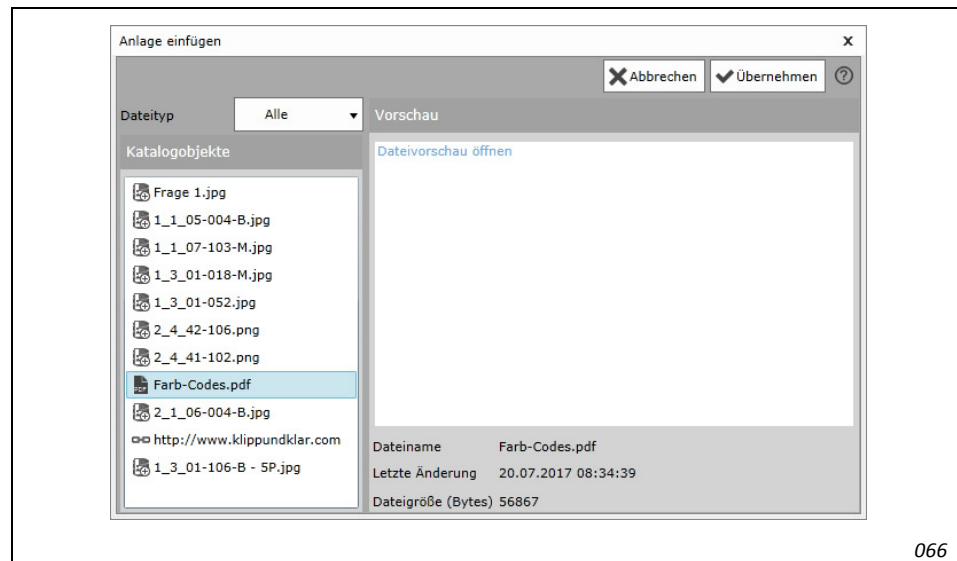 Anlage einfügen x
Abbrechen Übernehmen ?
Dateityp Alle
Katalogobjekte
Frage 1.jpg
1_1_05-004-B.jpg
1_1_07-103-M.jpg
1_3_01-018-M.jpg
1_3_01-052.jpg
2_4_42-106.png
2_4_41-102.png
PDF Farb-Codes.pdf
2_1_06-004-B.jpg
http://www.klippundklar.com
1_3_01-106-B - SP.jpg
Vorschau
Dateivorschau öffnen
Dateiname Farb-Codes.pdf
Letzte Änderung 20.07.2017 08:34:39
Dateigröße (Bytes) 56867
066